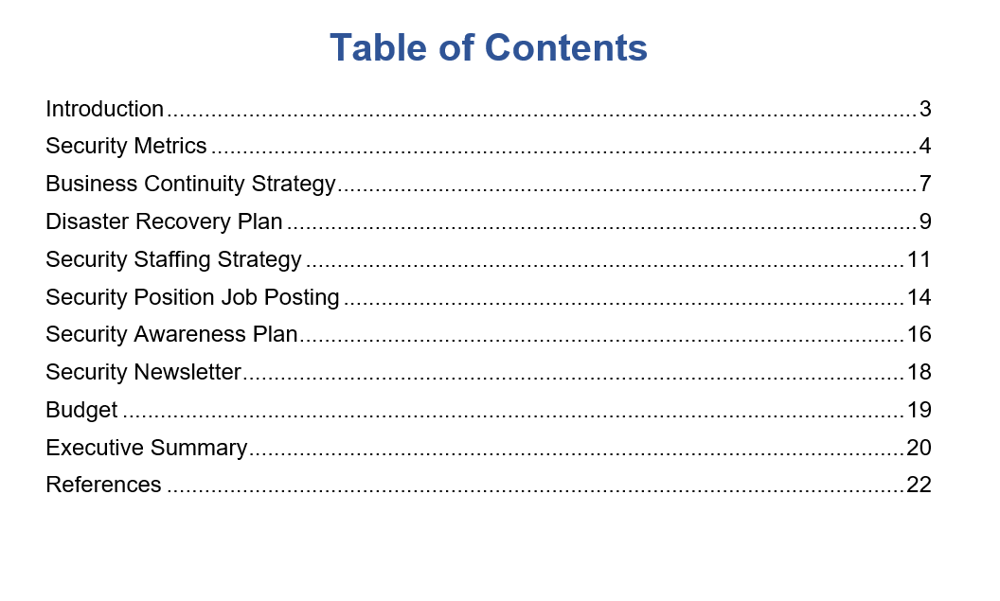 Table of Contents
Introduction........................................................................................................................3
Security Metrics.................................................................................................................4
Business Continuity Strategy.............................................................................................7
Disaster Recovery Plan.....................................................................................................9
Security Staffing Strategy................................................................................................11
Security Position Job Posting..........................................................................................14
Security Awareness Plan.................................................................................................16
Security Newsletter..........................................................................................................18
Budget.............................................................................................................................19
Executive Summary.........................................................................................................20
References......................................................................................................................22